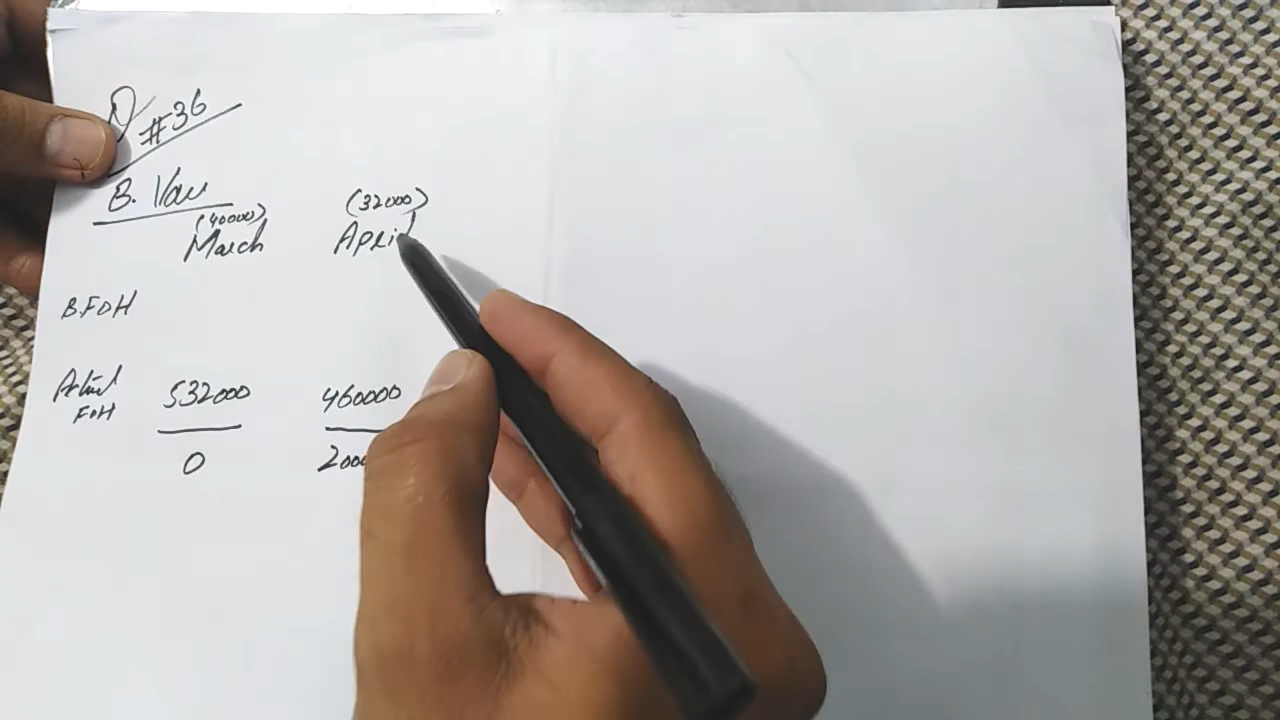 Q #36
B. Var
(40000) (32000)
March April
B.FOH
Actual 532000 460000
FOH
0